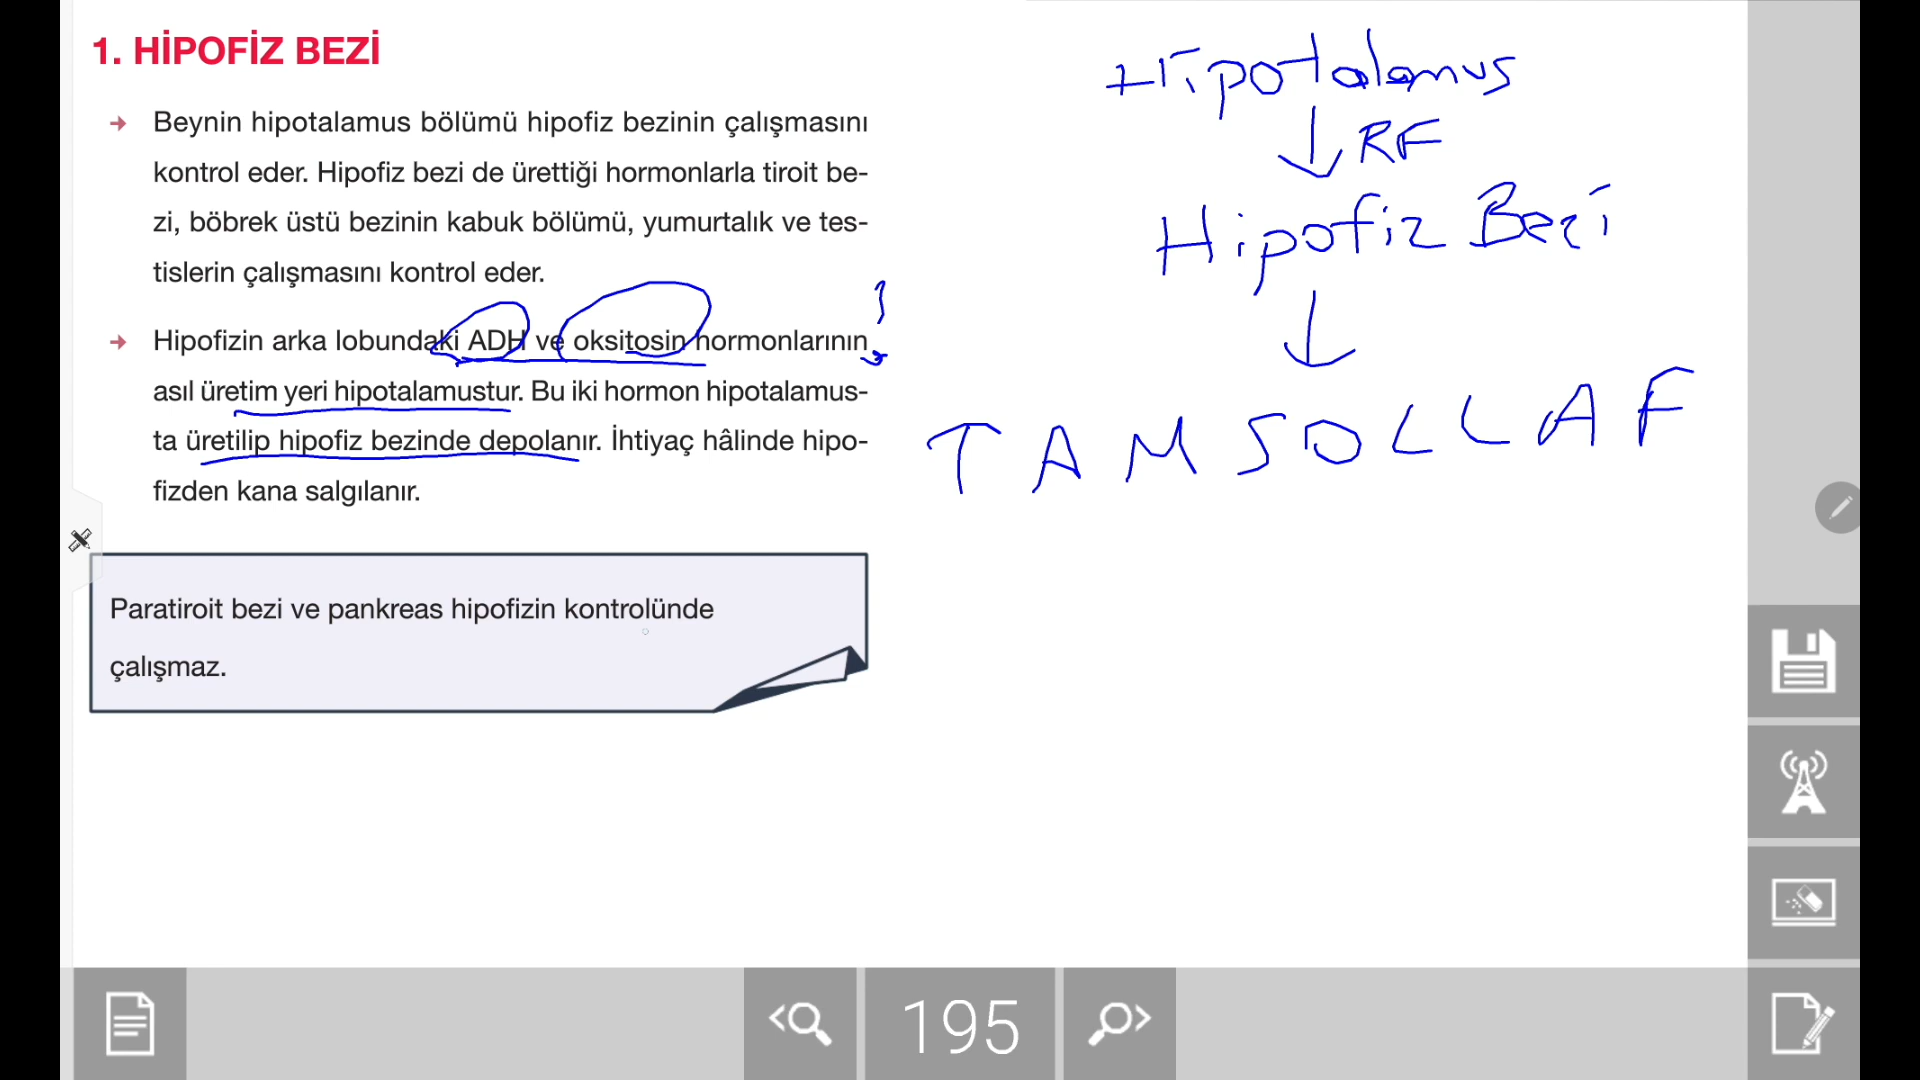 1. HİPOFİZ BEZİ
Beynin hipotalamus bölümü hipofiz bezinin çalışmasını
kontrol eder. Hipofiz bezi de ürettiği hormonlarla tiroit be-
zi, böbrek üstü bezinin kabuk bölümü, yumurtalık ve tes-
tislerin çalışmasını kontrol eder.
Hipofizin arka lobundaki ADH ve oksitosin hormonlarının
asıl üretim yeri hipotalamustur. Bu iki hormon hipotalamus-
ta üretilip hipofiz bezinde depolanır. İhtiyaç hâlinde hipo-
fizden kana salgılanır.
Paratiroit bezi ve pankreas hipofizin kontrolünde
çalışmaz.
Hipotalamus
RF
Hipofiz Bezi
T A M S O L L A F
195